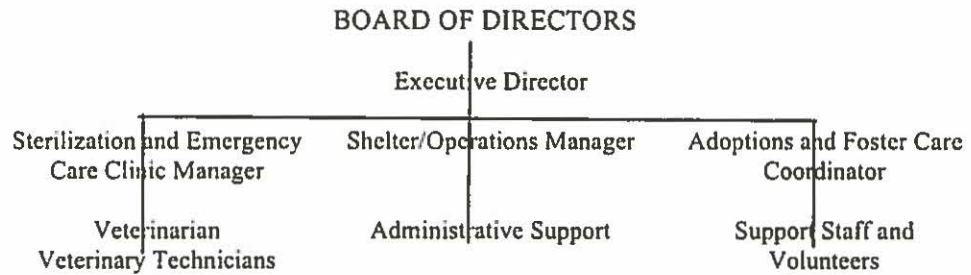 BOARD OF DIRECTORS
Executive Director
Sterilization and Emergency
Care Clinic Manager
Shelter/Operations Manager
Adoptions and Foster Care
Coordinator
Veterinarian
Veterinary Technicians
Administrative Support
Support Staff and
Volunteers